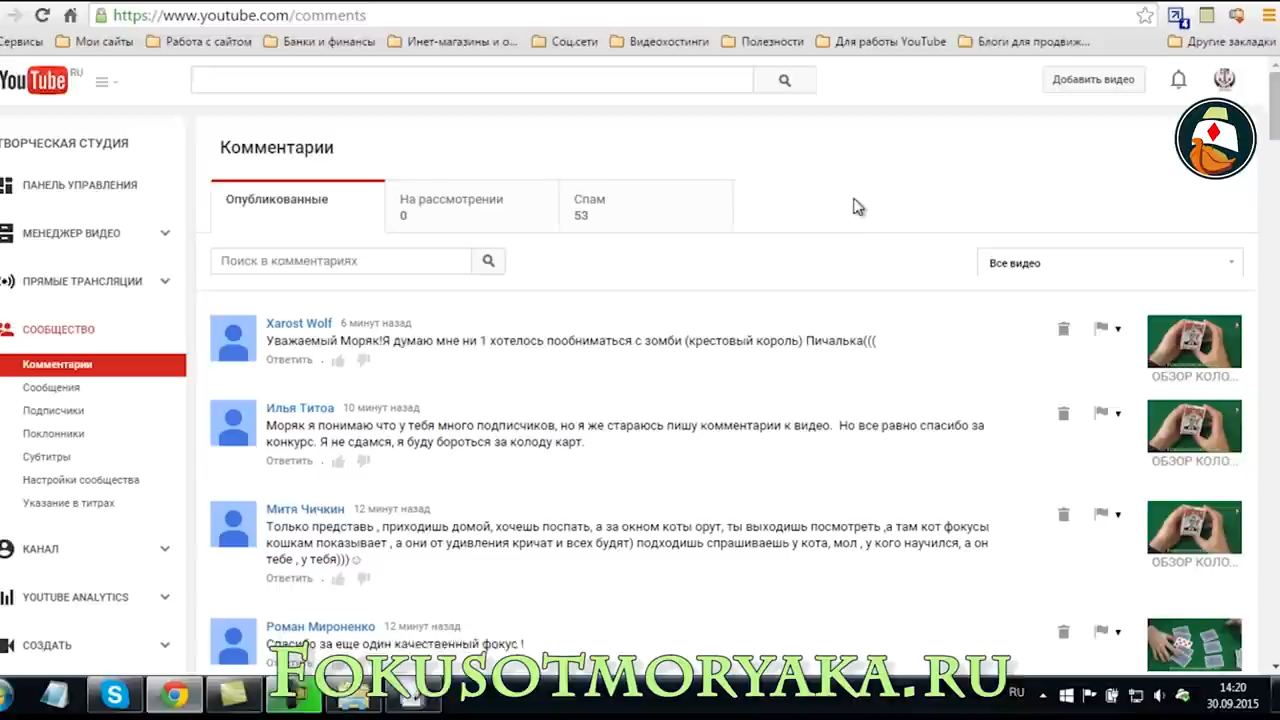 https://www.youtube.com/comments
Сервисы Мои сайты Работа с сайтом Банки и финансы Инет-магазины и о... Соц.сети Видеохостинги Полезности Для работы YouTube Блоги для продвиж... Другие закладки
4
YouTube RU
Добавить видео
ТВОРЧЕСКАЯ СТУДИЯ
ПАНЕЛЬ УПРАВЛЕНИЯ
МЕНЕДЖЕР ВИДЕО
ПРЯМЫЕ ТРАНСЛЯЦИИ
СООБЩЕСТВО
Комментарии
Сообщения
Подписчики
Поклонники
Субтитры
Настройки сообщества
Указание в титрах
КАНАЛ
YOUTUBE ANALYTICS
СОЗДАТЬ
Комментарии
Опубликованные
На рассмотрении
0
Спам
53
Поиск в комментариях
Все видео
Xarost Wolf 6 минут назад
Уважаемый Моряк!Я думаю мне ни 1 хотелось пообниматься с зомби (крестовый король) Пичалька(((
Ответить
ОБЗОР КОЛО...
Илья Титоа 10 минут назад
Моряк я понимаю что у тебя много подписчиков, но я же стараюсь пишу комментарии к видео. Но все равно спасибо за
конкурс. Я не сдамся, я буду бороться за колоду карт.
Ответить
ОБЗОР КОЛО...
Митя Чичкин 12 минут назад
Только представь , приходишь домой, хочешь поспать, а за окном коты орут, ты выходишь посмотреть ,а там кот фокусы
кошкам показывает , а они от удивления кричат и всех будят) подходишь спрашиваешь у кота, мол , у кого научился, а он
тебе , у тебя)))☺
Ответить
ОБЗОР КОЛО...
Роман Мироненко 12 минут назад
Спасибо за еще один качественный фокус !
FOKUSOTMORYAKA.RU
RU
14:20
30.09.2015